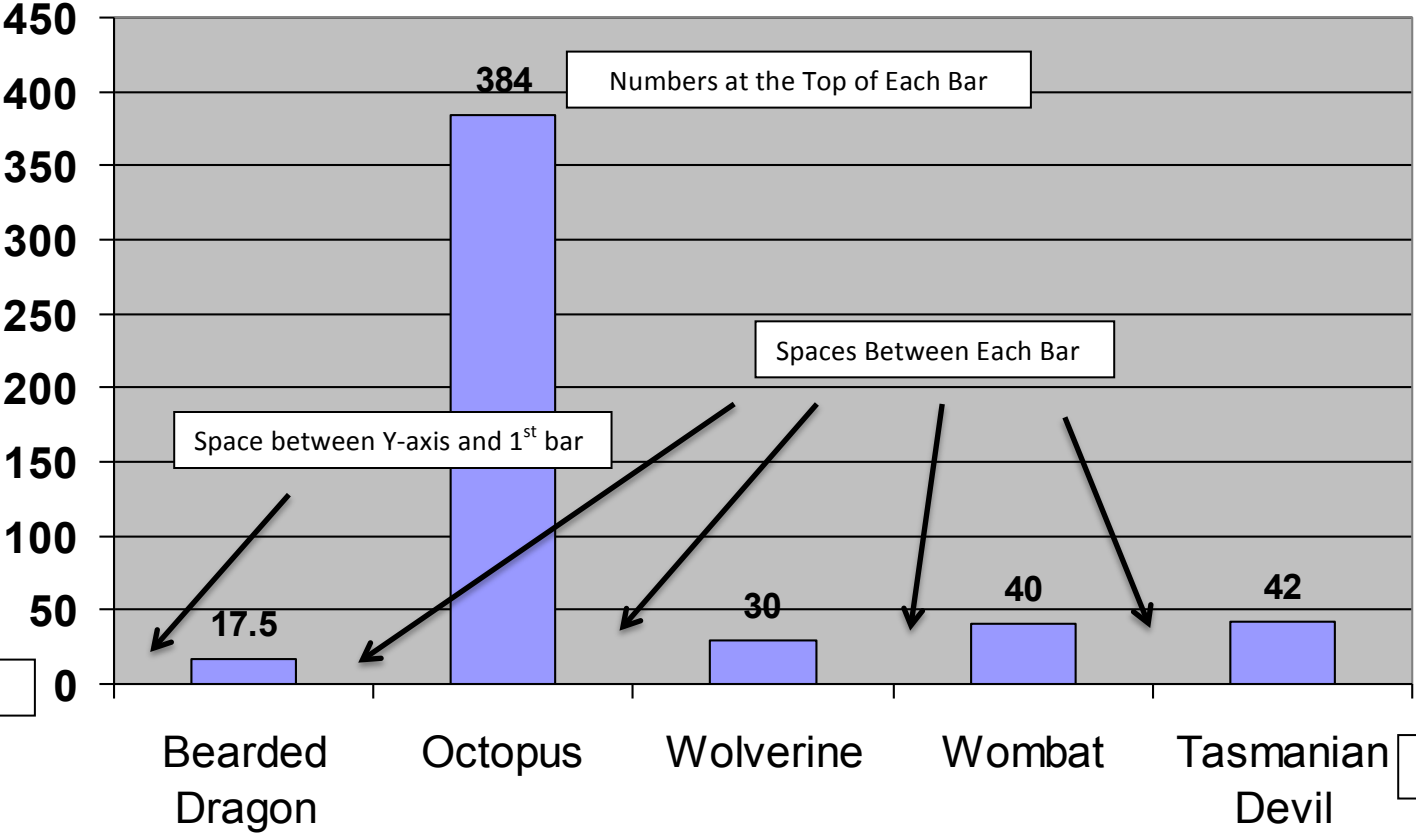 450
400
350
300
250
200
150
100
50
0
384
Numbers at the Top of Each Bar
Spaces Between Each Bar
Space between Y-axis and 1st bar
17.5
30
40
42
Bearded
Dragon
Octopus
Wolverine
Wombat
Tasmanian
Devil